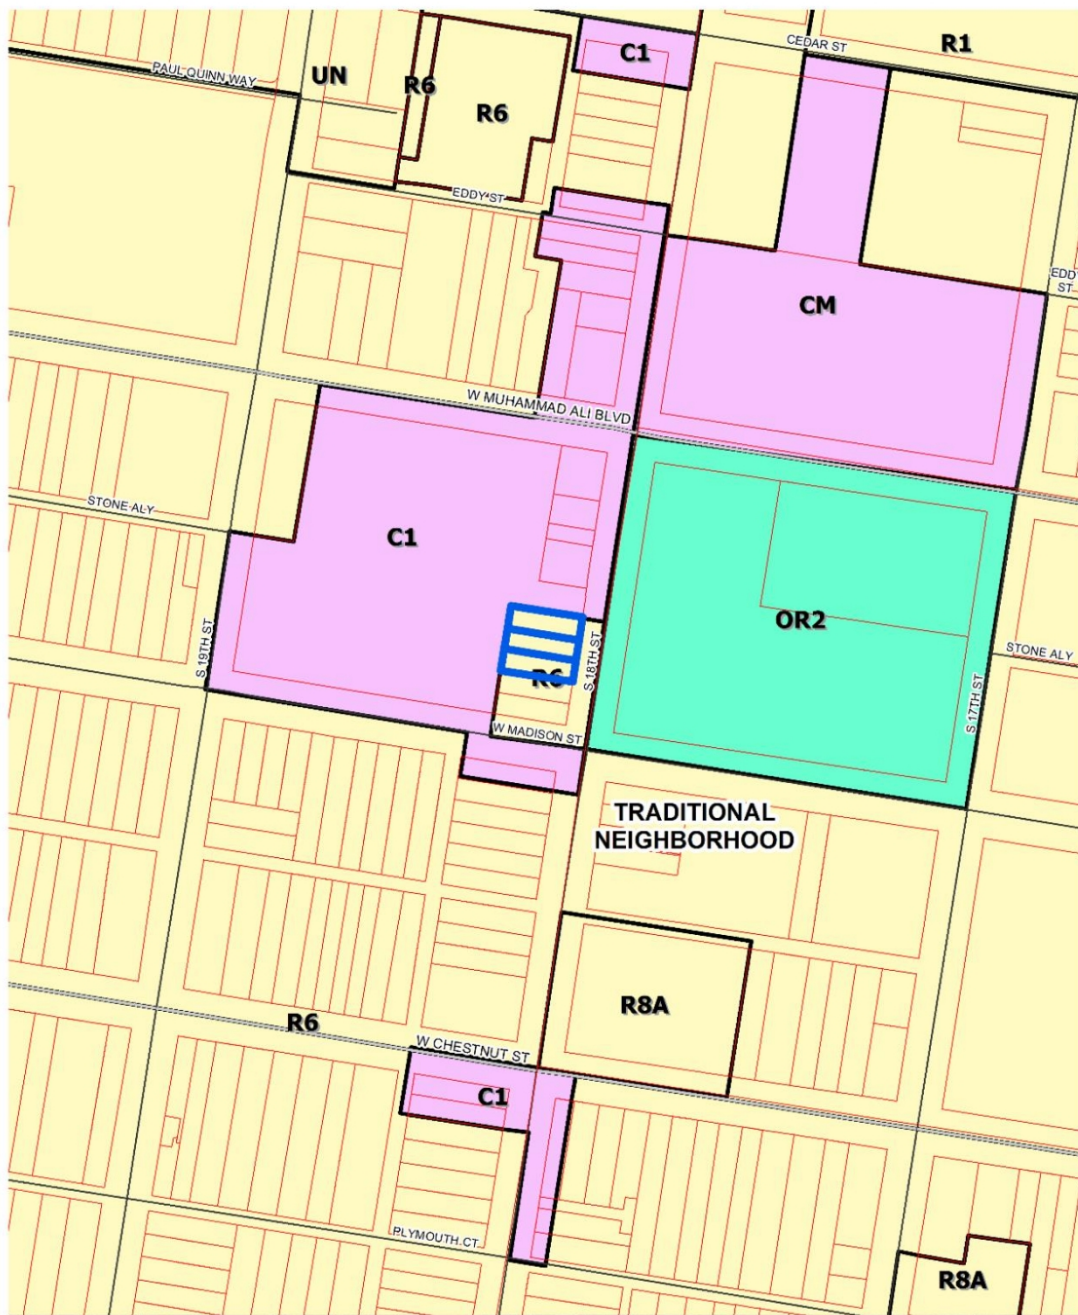 CEDAR ST
R1
C1
PAUL QUINN WAY
UN
R6
R6
EDDY ST
EDD
ST
CM
W MUHAMMAD ALI BLVD
STONE ALY
C1
OR2
S 19TH ST
S 18TH ST
STONE ALY
R6
S 17TH ST
W MADISON ST
TRADITIONAL
NEIGHBORHOOD
R8A
R6
W CHESTNUT ST
C1
PLYMOUTH CT
R8A